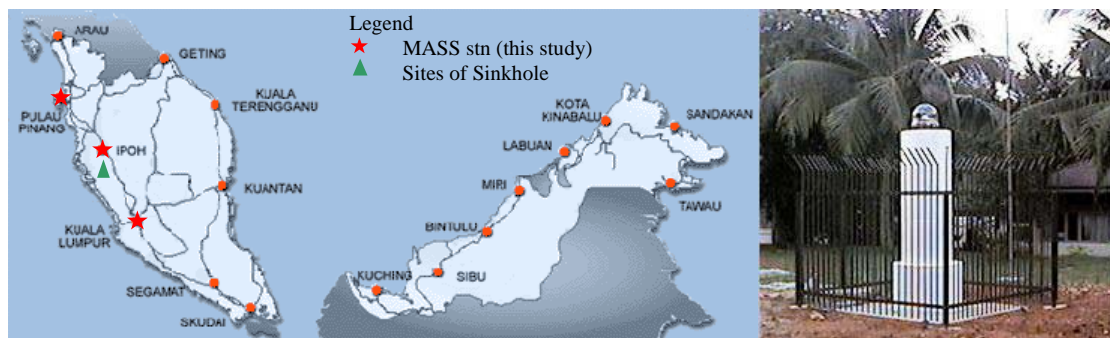 Legend
MASS stn (this study)
Sites of Sinkhole
ARAU
GETING
KUALA
TERENGGANU
PULAU
PINANG
IPOH
KUANTAN
KUALA
LUMPUR
SEGAMAT
SKUDAI
KOTA
KINABALU
SANDAKAN
LABUAN
MIRI
TAWAU
BINTULU
SIBU
KUCHING